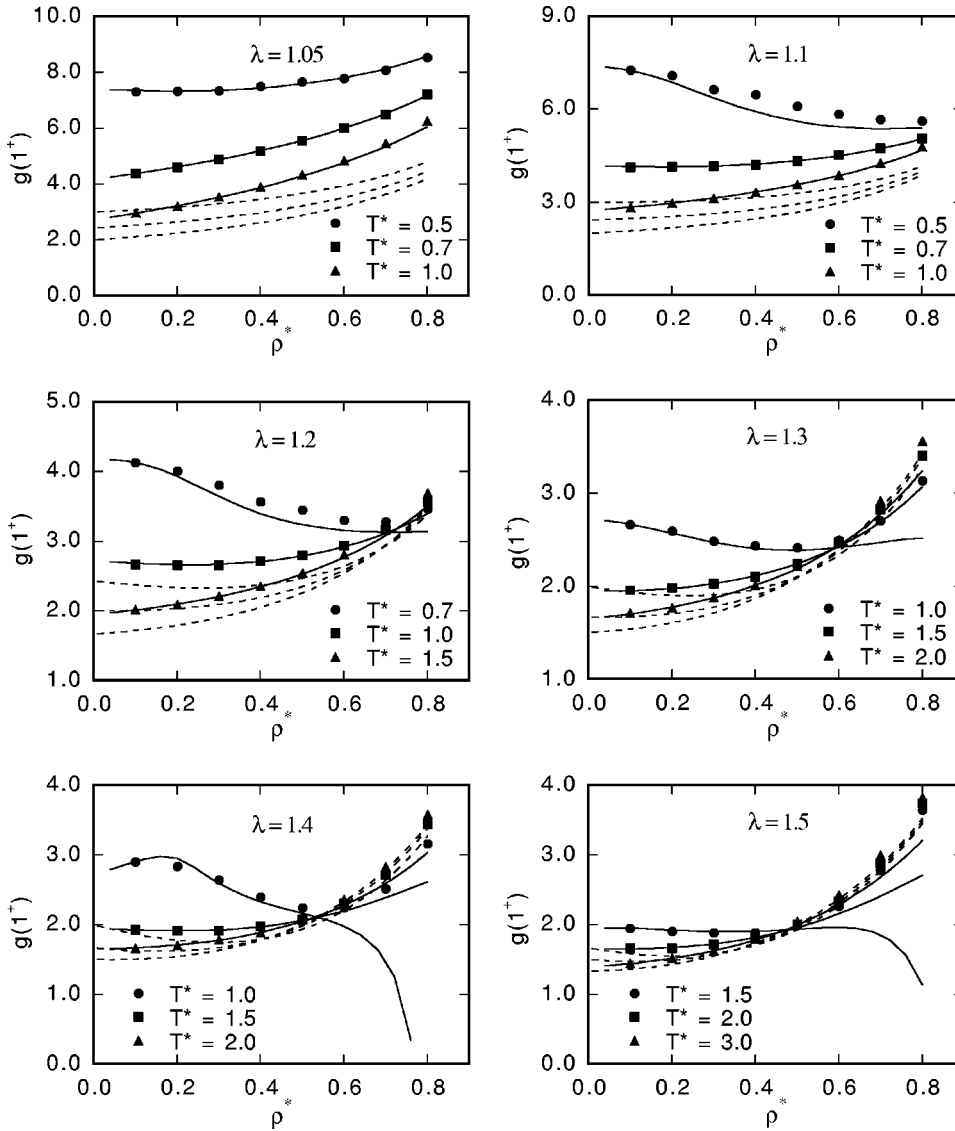 λ = 1.05
8.0
6.0
4.0
2.0
0.0
g(1⁺)
T* = 0.5
T* = 0.7
T* = 1.0
0.0 0.2 0.4 0.6 0.8
ρ*
λ = 1.1
9.0
6.0
3.0
0.0
g(1⁺)
T* = 0.5
T* = 0.7
T* = 1.0
0.0 0.2 0.4 0.6 0.8
ρ*
λ = 1.2
5.0
4.0
3.0
2.0
1.0
g(1⁺)
T* = 0.7
T* = 1.0
T* = 1.5
0.0 0.2 0.4 0.6 0.8
ρ*
λ = 1.3
4.0
3.0
2.0
1.0
g(1⁺)
T* = 1.0
T* = 1.5
T* = 2.0
0.0 0.2 0.4 0.6 0.8
ρ*
λ = 1.4
4.0
3.0
2.0
1.0
0.0
g(1⁺)
T* = 1.0
T* = 1.5
T* = 2.0
0.0 0.2 0.4 0.6 0.8
ρ*
λ = 1.5
4.0
3.0
2.0
1.0
0.0
g(1⁺)
T* = 1.5
T* = 2.0
T* = 3.0
0.0 0.2 0.4 0.6 0.8
ρ*